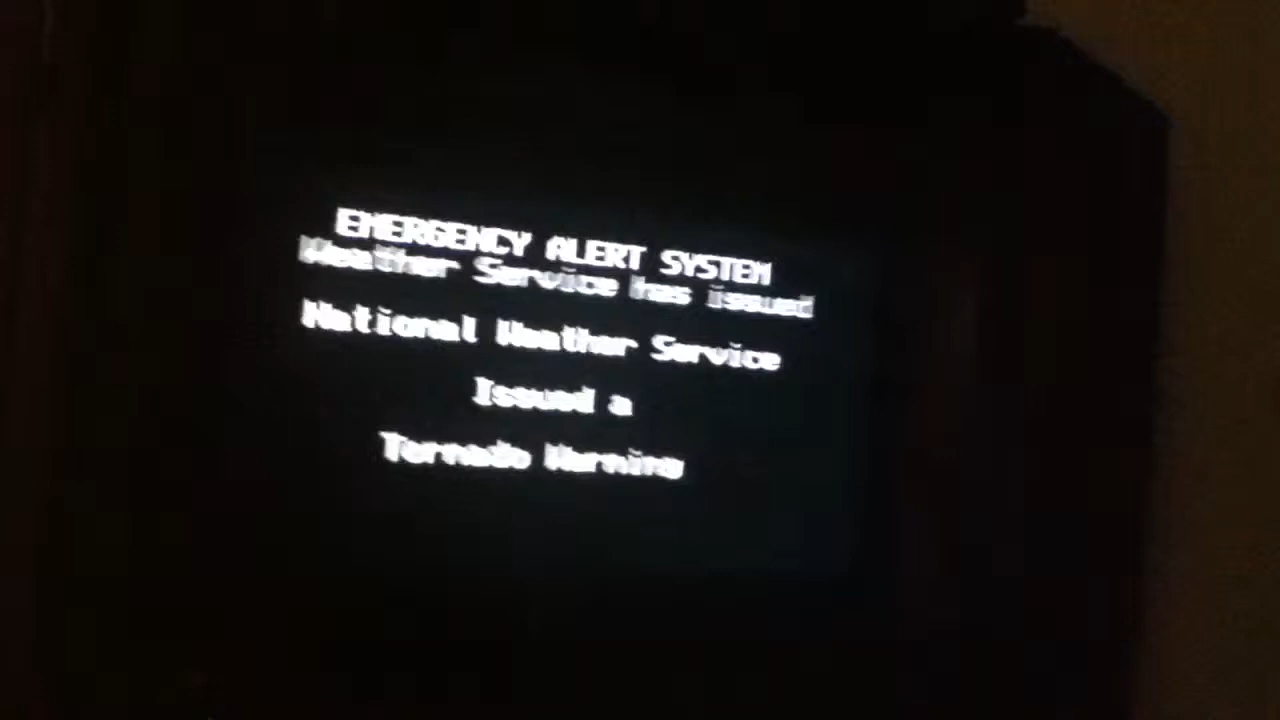 EMERGENCY ALERT SYSTEM
Weather Service has issued
National Weather Service
Issued a
Tornado Warning